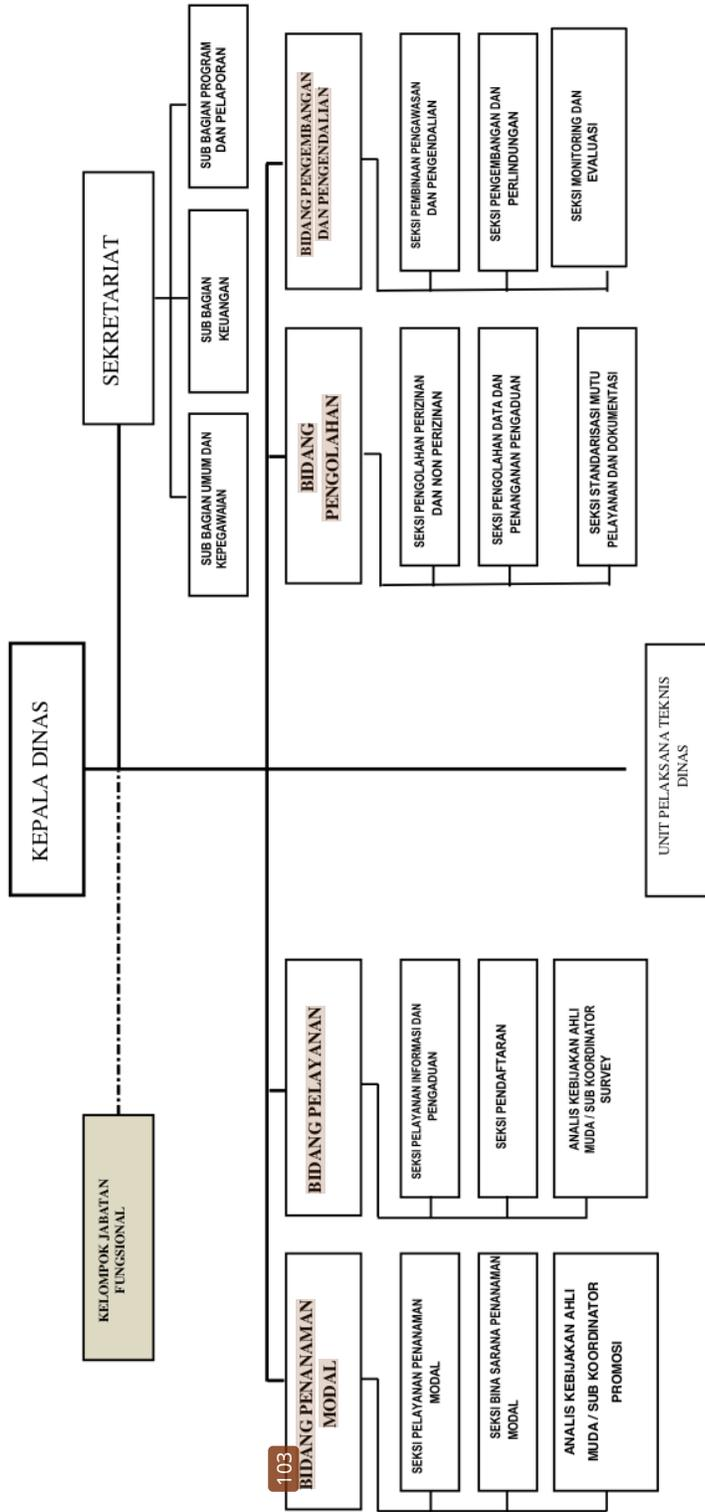 KEPALA DINAS
KELOMPOK JABATAN
FUNGSIONAL
SEKRETARIAT
SUB BAGIAN UMUM DAN
KEPEGAWAIAN
SUB BAGIAN
KEUANGAN
SUB BAGIAN PROGRAM
DAN PELAPORAN
BIDANG PENANAMAN
MODAL
SEKSI PELAYANAN PENANAMAN
MODAL
SEKSI BINA SARANA PENANAMAN
MODAL
ANALIS KEBIJAKAN AHLI
MUDA / SUB KOORDINATOR
PROMOSI
BIDANG PELAYANAN
SEKSI PELAYANAN INFORMASI DAN
PENGADUAN
SEKSI PENDAFTARAN
ANALIS KEBIJAKAN AHLI
MUDA / SUB KOORDINATOR
SURVEY
BIDANG
PENGOLAHAN
SEKSI PENGOLAHAN PERIZINAN
DAN NON PERIZINAN
SEKSI PENGOLAHAN DATA DAN
PENANGANAN PENGADUAN
SEKSI STANDARISASI MUTU
PELAYANAN DAN DOKUMENTASI
BIDANG PENGEMBANGAN
DAN PENGENDALIAN
SEKSI PEMBINAAN PENGAWASAN
DAN PENGENDALIAN
SEKSI PENGEMBANGAN DAN
PERLINDUNGAN
SEKSI MONITORING DAN
EVALUASI
UNIT PELAKSANA TEKNIS
DINAS
103